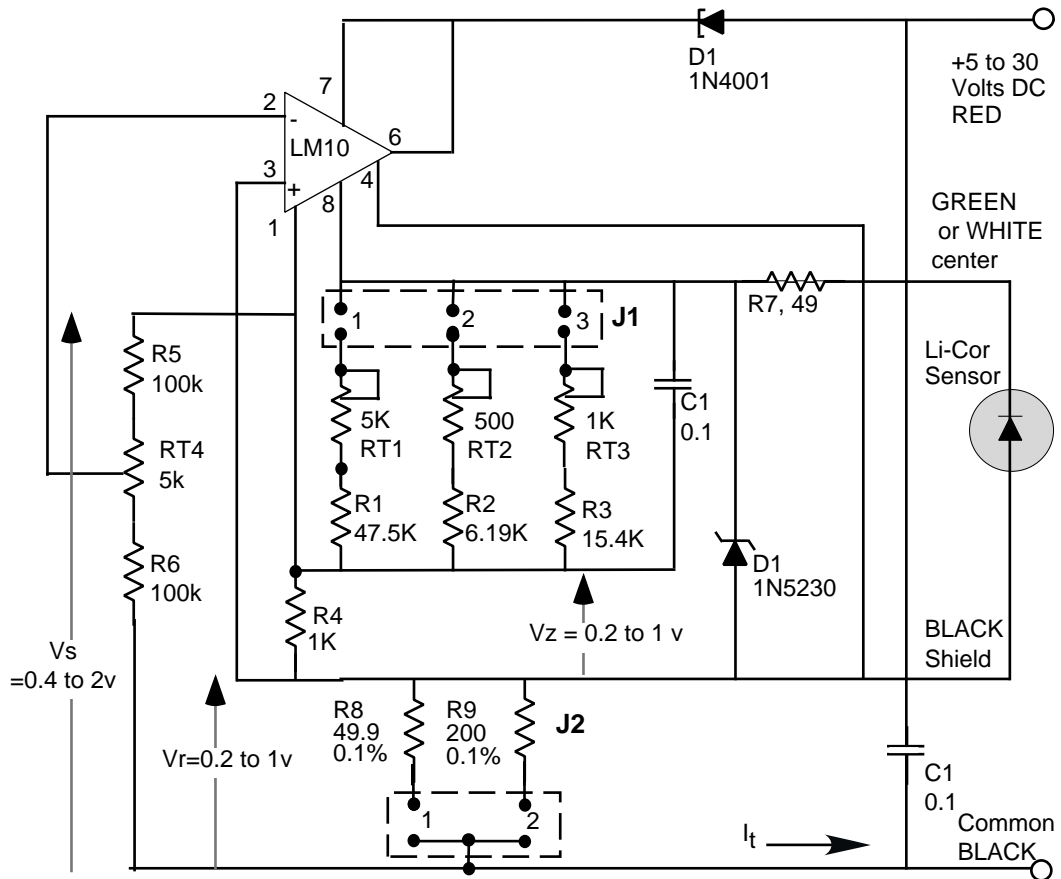 D1
1N4001
+5 to 30
Volts DC
RED
7
2
-
LM10
6
3
+
4
8
1
GREEN
or WHITE
center
R7, 49
1
2
3
J1
R5
100k
Li-Cor
Sensor
5K
RT1
500
RT2
1K
RT3
C1
0.1
RT4
5k
R1
47.5K
R2
6.19K
R3
15.4K
R6
100k
D1
1N5230
R4
1K
Vz = 0.2 to 1 v
BLACK
Shield
Vs
=0.4 to 2v
R8
49.9
0.1%
R9
200
0.1%
J2
Vr=0.2 to 1v
C1
0.1
1
2
It
Common
BLACK